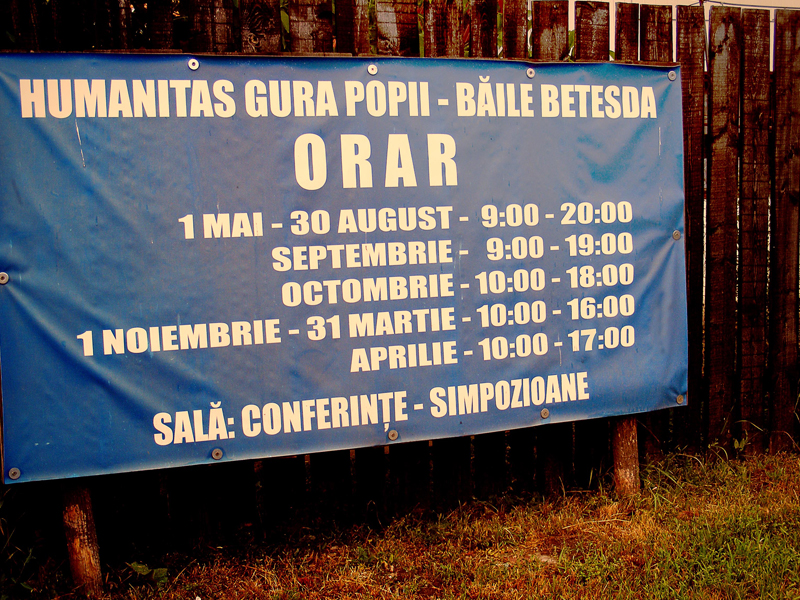 HUMANITAS GURA POPII - BĂILE BETESDA
ORAR
1 MAI - 30 AUGUST - 9:00 - 20:00
SEPTEMBRIE - 9:00 - 19:00
OCTOMBRIE - 10:00 - 18:00
1 NOIEMBRIE - 31 MARTIE - 10:00 - 16:00
APRILIE - 10:00 - 17:00
SALĂ: CONFERINȚE - SIMPOZIOANE